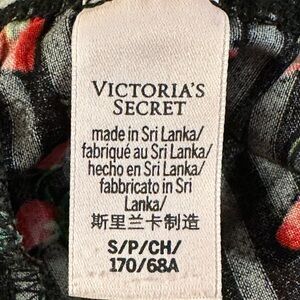 VICTORIA'S
SECRET
made in Sri Lanka/
fabriqué au Sri Lanka/
hecho en Sri Lanka/
fabbricato in Sri
Lanka/
斯里兰卡制造
S/P/CH/
170/68A